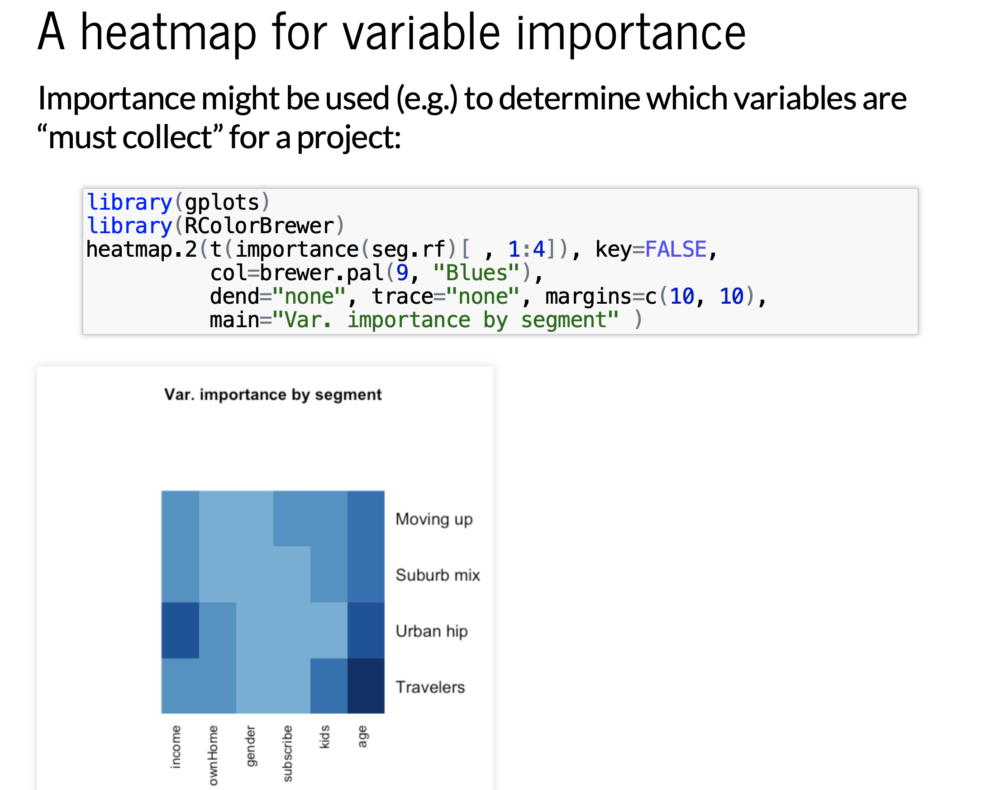 A heatmap for variable importance
Importance might be used (e.g.) to determine which variables are
“must collect” for a project:
library(gplots)
library(RColorBrewer)
heatmap.2(t(importance(seg.rf)[ , 1:4]), key=FALSE,
          col=brewer.pal(9, "Blues"),
          dend="none", trace="none", margins=c(10, 10),
          main="Var. importance by segment" )
Var. importance by segment
Moving up
Suburb mix
Urban hip
Travelers
income
ownHome
gender
subscribe
kids
age